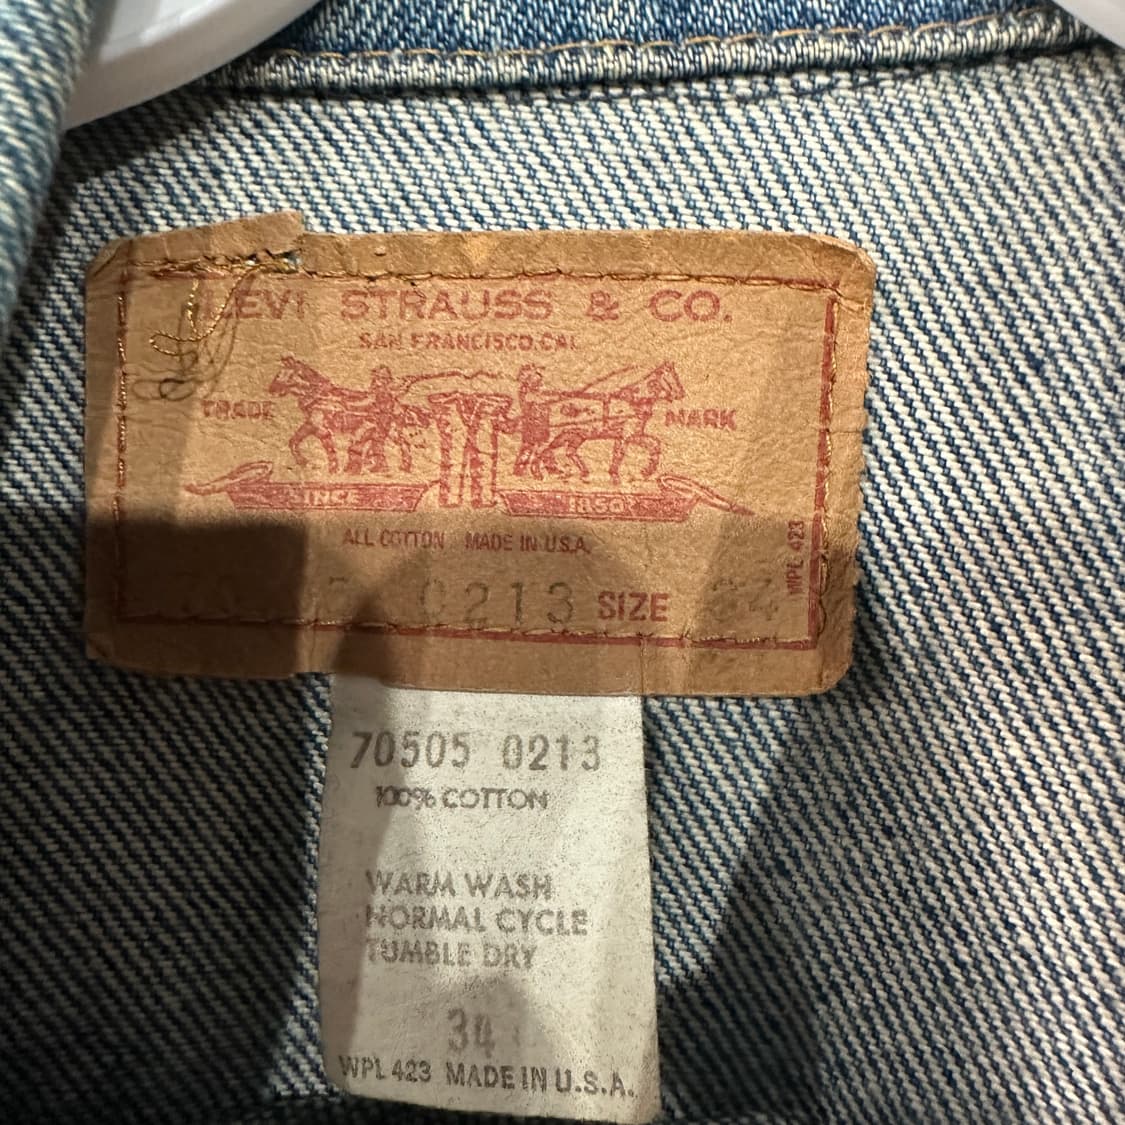 LEVI STRAUSS & CO.
SAN FRANCISCO, CAL.
TRADE MARK
SINCE 1850
ALL COTTON MADE IN U.S.A.
WPL 423
0213 SIZE 34
70505 0213
100% COTTON
WARM WASH
NORMAL CYCLE
TUMBLE DRY
34
WPL 423 MADE IN U.S.A.